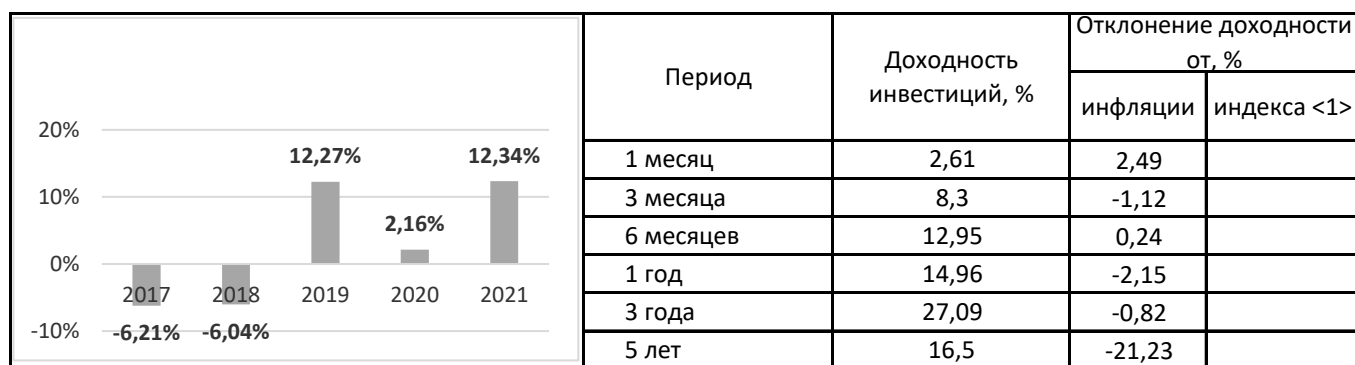 20%
10%
0%
-10%
12,27%
12,34%
2,16%
2017 2018 2019 2020 2021
-6,21% -6,04%
Период
Доходность
инвестиций, %
Отклонение доходности
от, %
инфляции индекса <1>
1 месяц 2,61 2,49
3 месяца 8,3 -1,12
6 месяцев 12,95 0,24
1 год 14,96 -2,15
3 года 27,09 -0,82
5 лет 16,5 -21,23